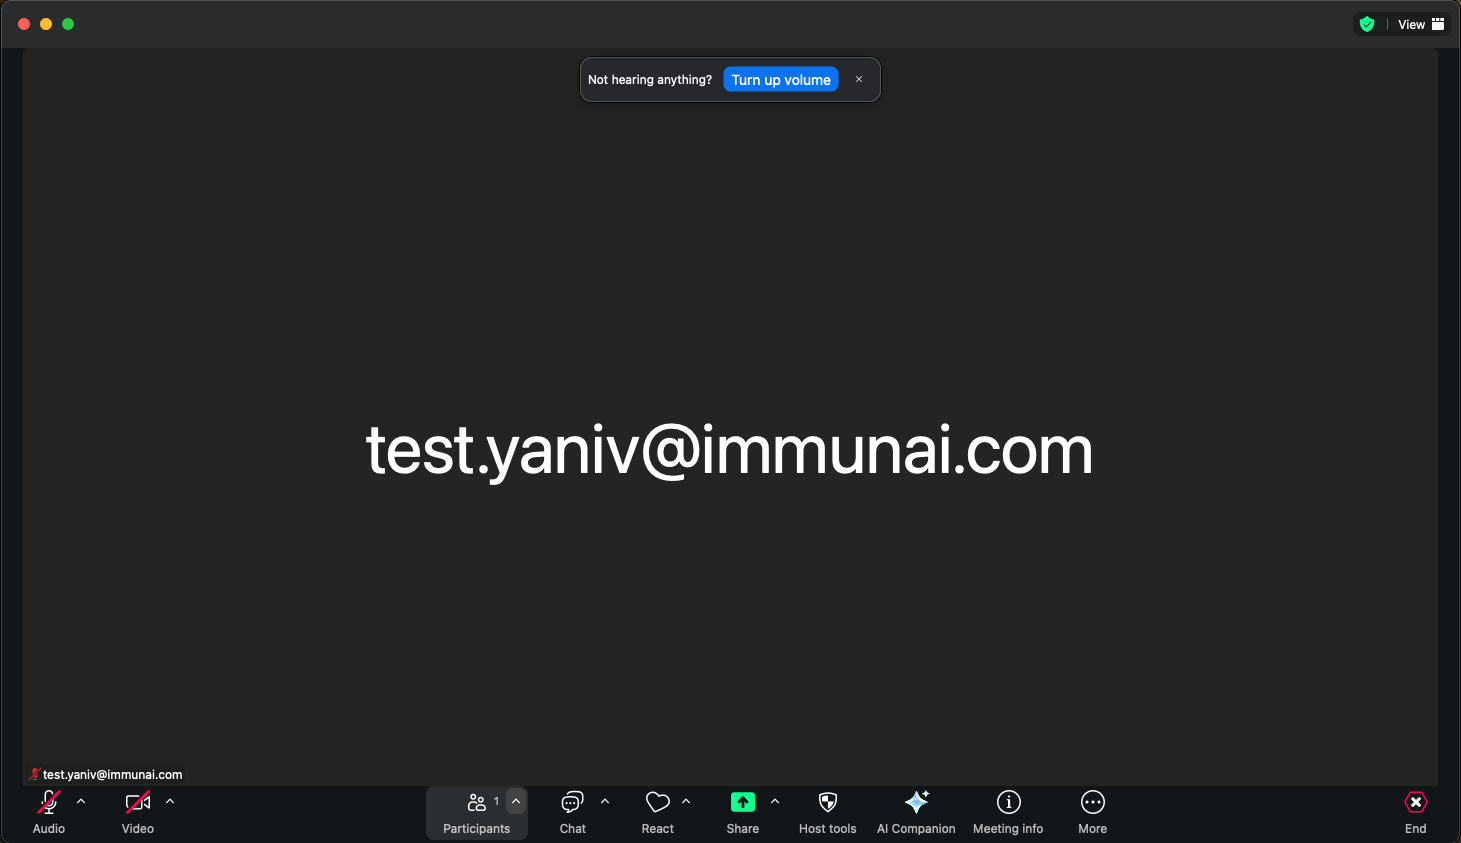 View
Not hearing anything? Turn up volume
test.yaniv@immunai.com
test.yaniv@immunai.com
Audio
Video
1
Participants
Chat
React
Share
Host tools
AI Companion
Meeting info
More
End